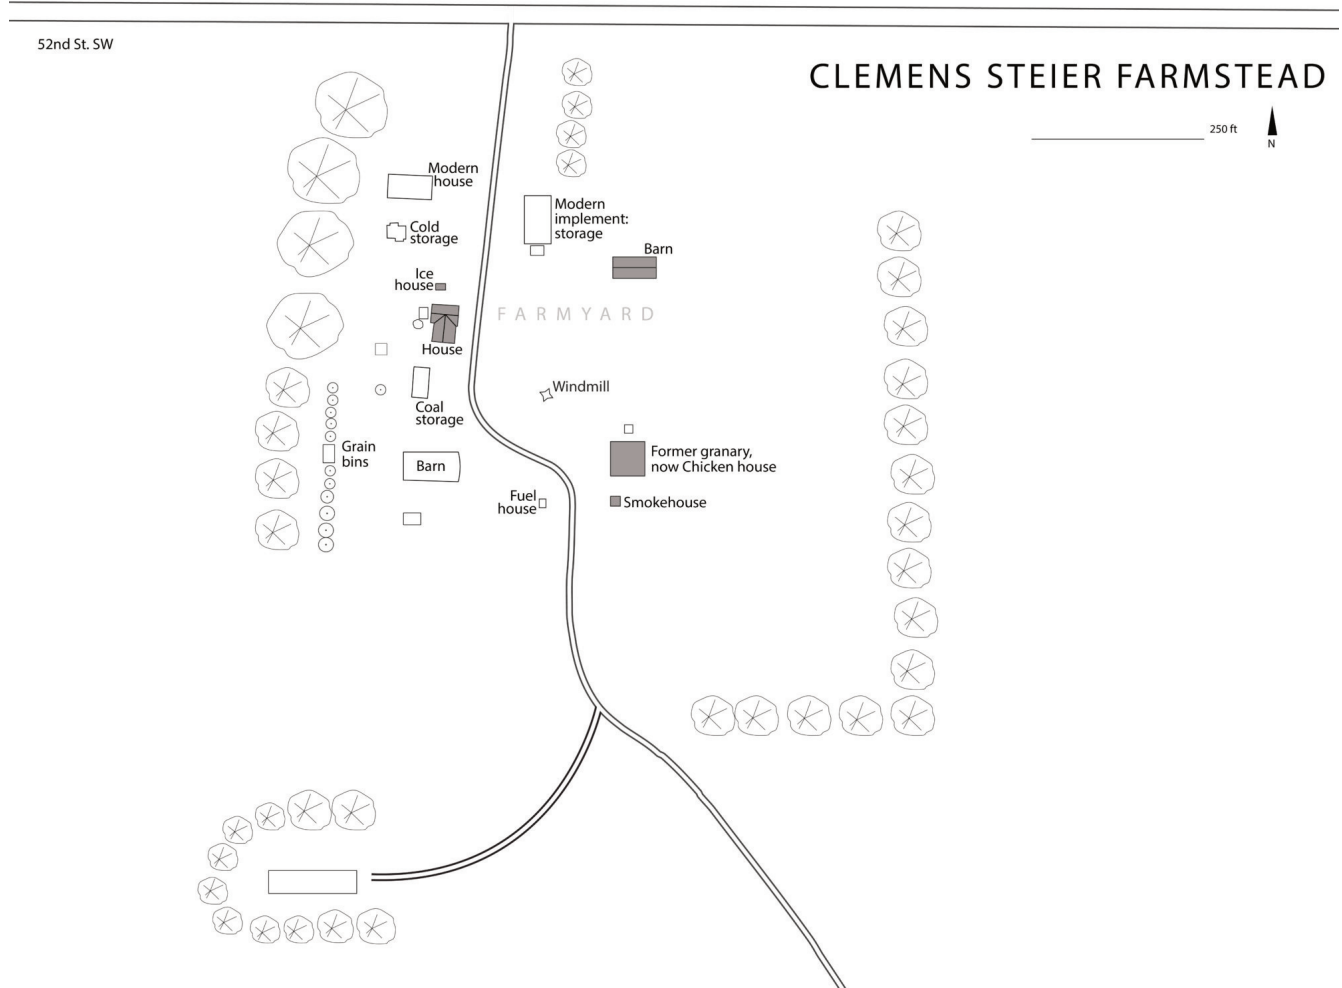 52nd St. SW
CLEMENS STEIER FARMSTEAD
250 ft
N
Modern
house
Cold
storage
Modern
implement:
storage
Barn
Ice
house
FARMYARD
House
Windmill
Coal
storage
Grain
bins
Barn
Former granary,
now Chicken house
Fuel
house
Smokehouse